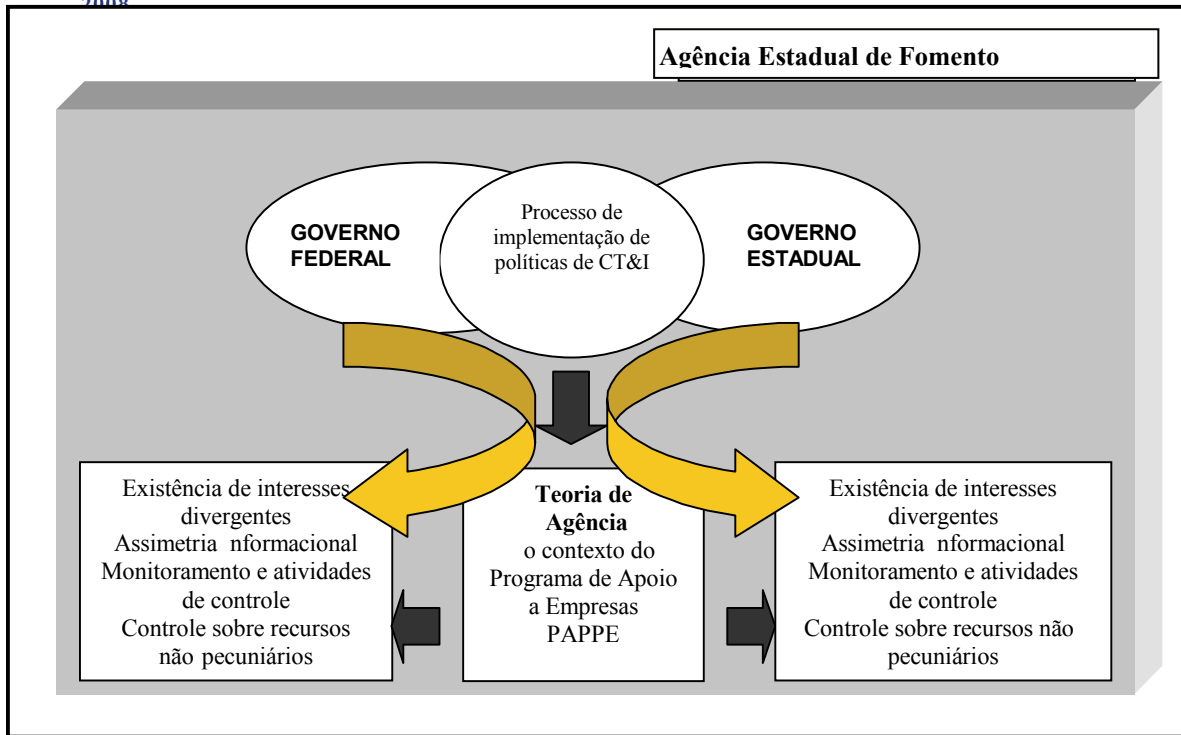 2008
Agência Estadual de Fomento
GOVERNO
FEDERAL
Processo de
implementação de
políticas de CT&I
GOVERNO
ESTADUAL
Existência de interesses
divergentes
Assimetria nformacional
Monitoramento e atividades
de controle
Controle sobre recursos
não pecuniários
Teoria de
Agência
o contexto do
Programa de Apoio
a Empresas
PAPPE
Existência de interesses
divergentes
Assimetria nformacional
Monitoramento e atividades
de controle
Controle sobre recursos não
pecuniários